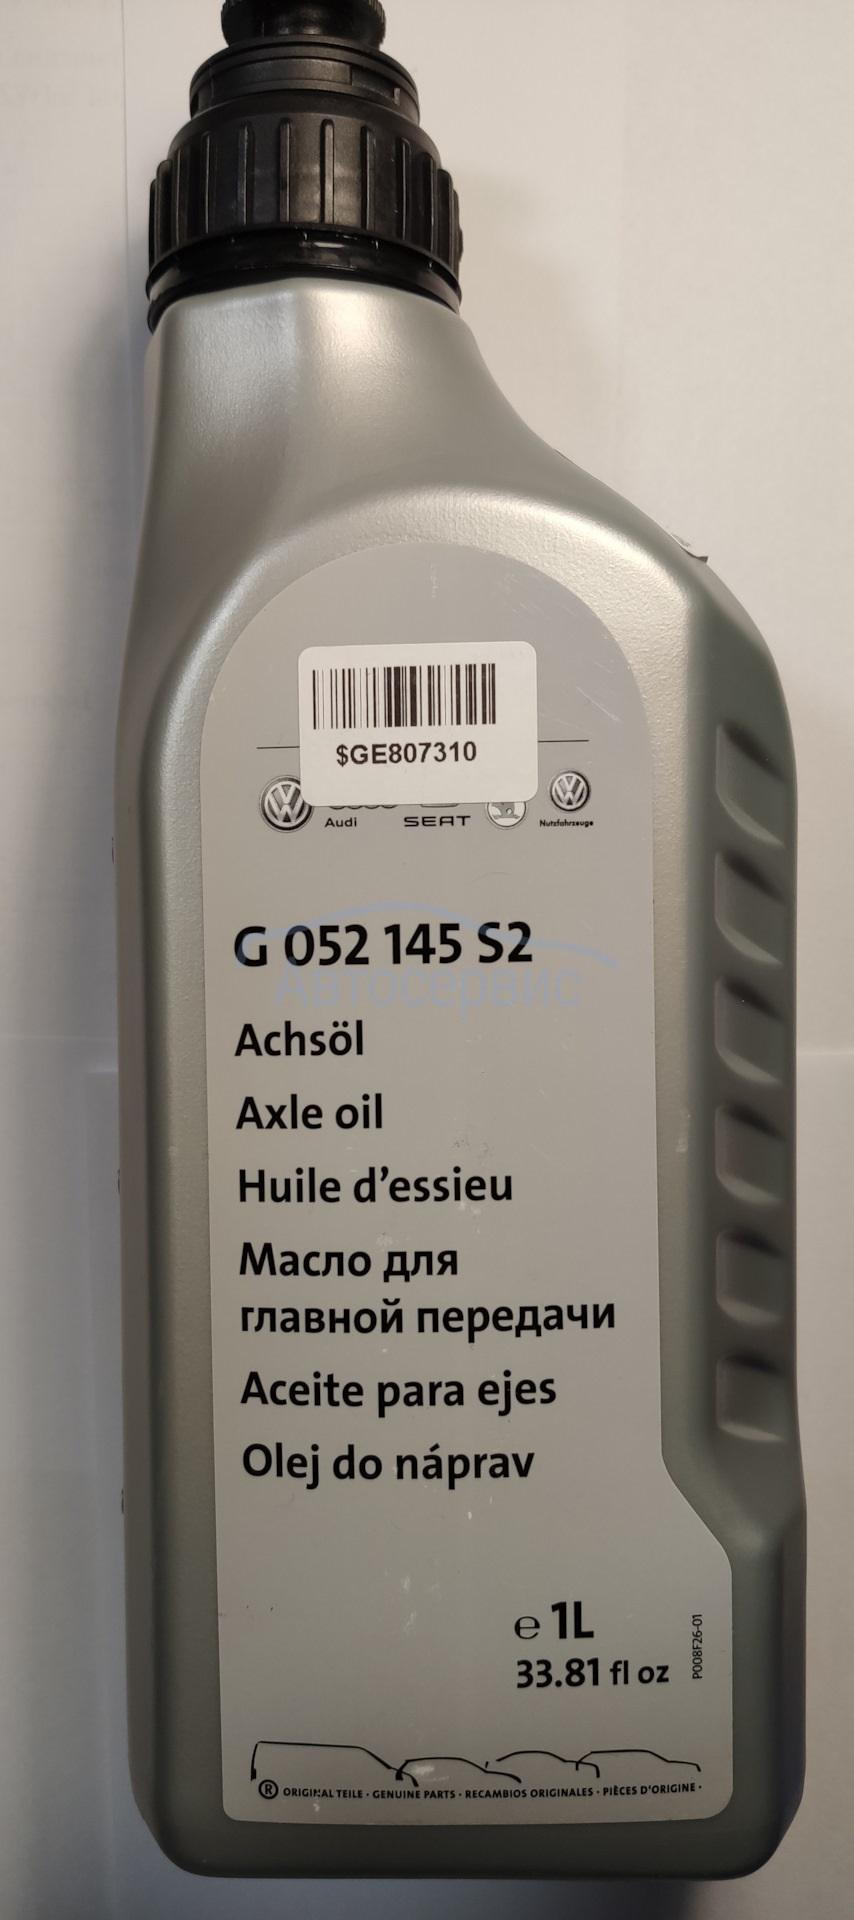 $GE807310
Audi SEAT Nutzfahrzeuge
G 052 145 S2
Автосервис
Achsöl
Axle oil
Huile d'essieu
Масло для
главной передачи
Aceite para ejes
Olej do náprav
e 1L
33.81 fl oz
P008F26-01
® ORIGINAL TEILE · GENUINE PARTS · RECAMBIOS ORIGINALES · PIÈCES D'ORIGINE ·